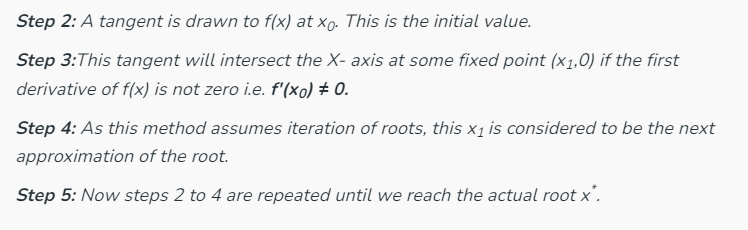 Step 2: A tangent is drawn to f(x) at x₀. This is the initial value.
Step 3:This tangent will intersect the X- axis at some fixed point (x₁,0) if the first
derivative of f(x) is not zero i.e. f'(x₀) ≠ 0.
Step 4: As this method assumes iteration of roots, this x₁ is considered to be the next
approximation of the root.
Step 5: Now steps 2 to 4 are repeated until we reach the actual root x*.